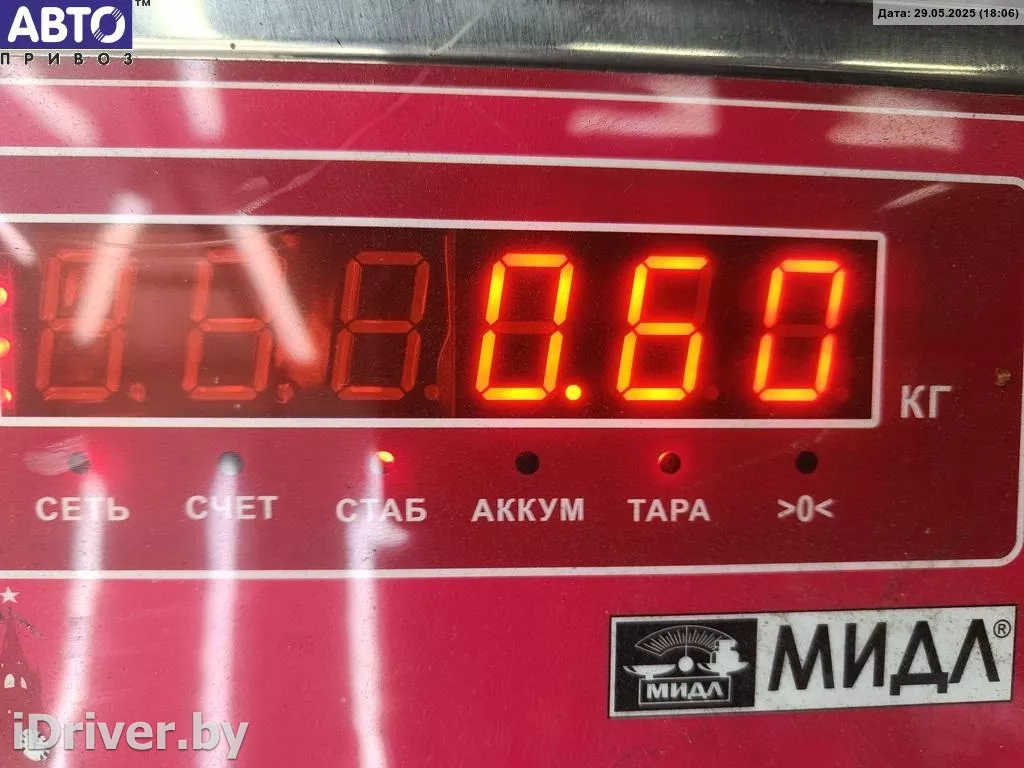 АВТО™
ПРИВОЗ
Дата: 29.05.2025 (18:06)
0.60
КГ
СЕТЬ СЧЕТ СТАБ АККУМ ТАРА >0<
МИДЛ МИДЛ®
iDriver.by